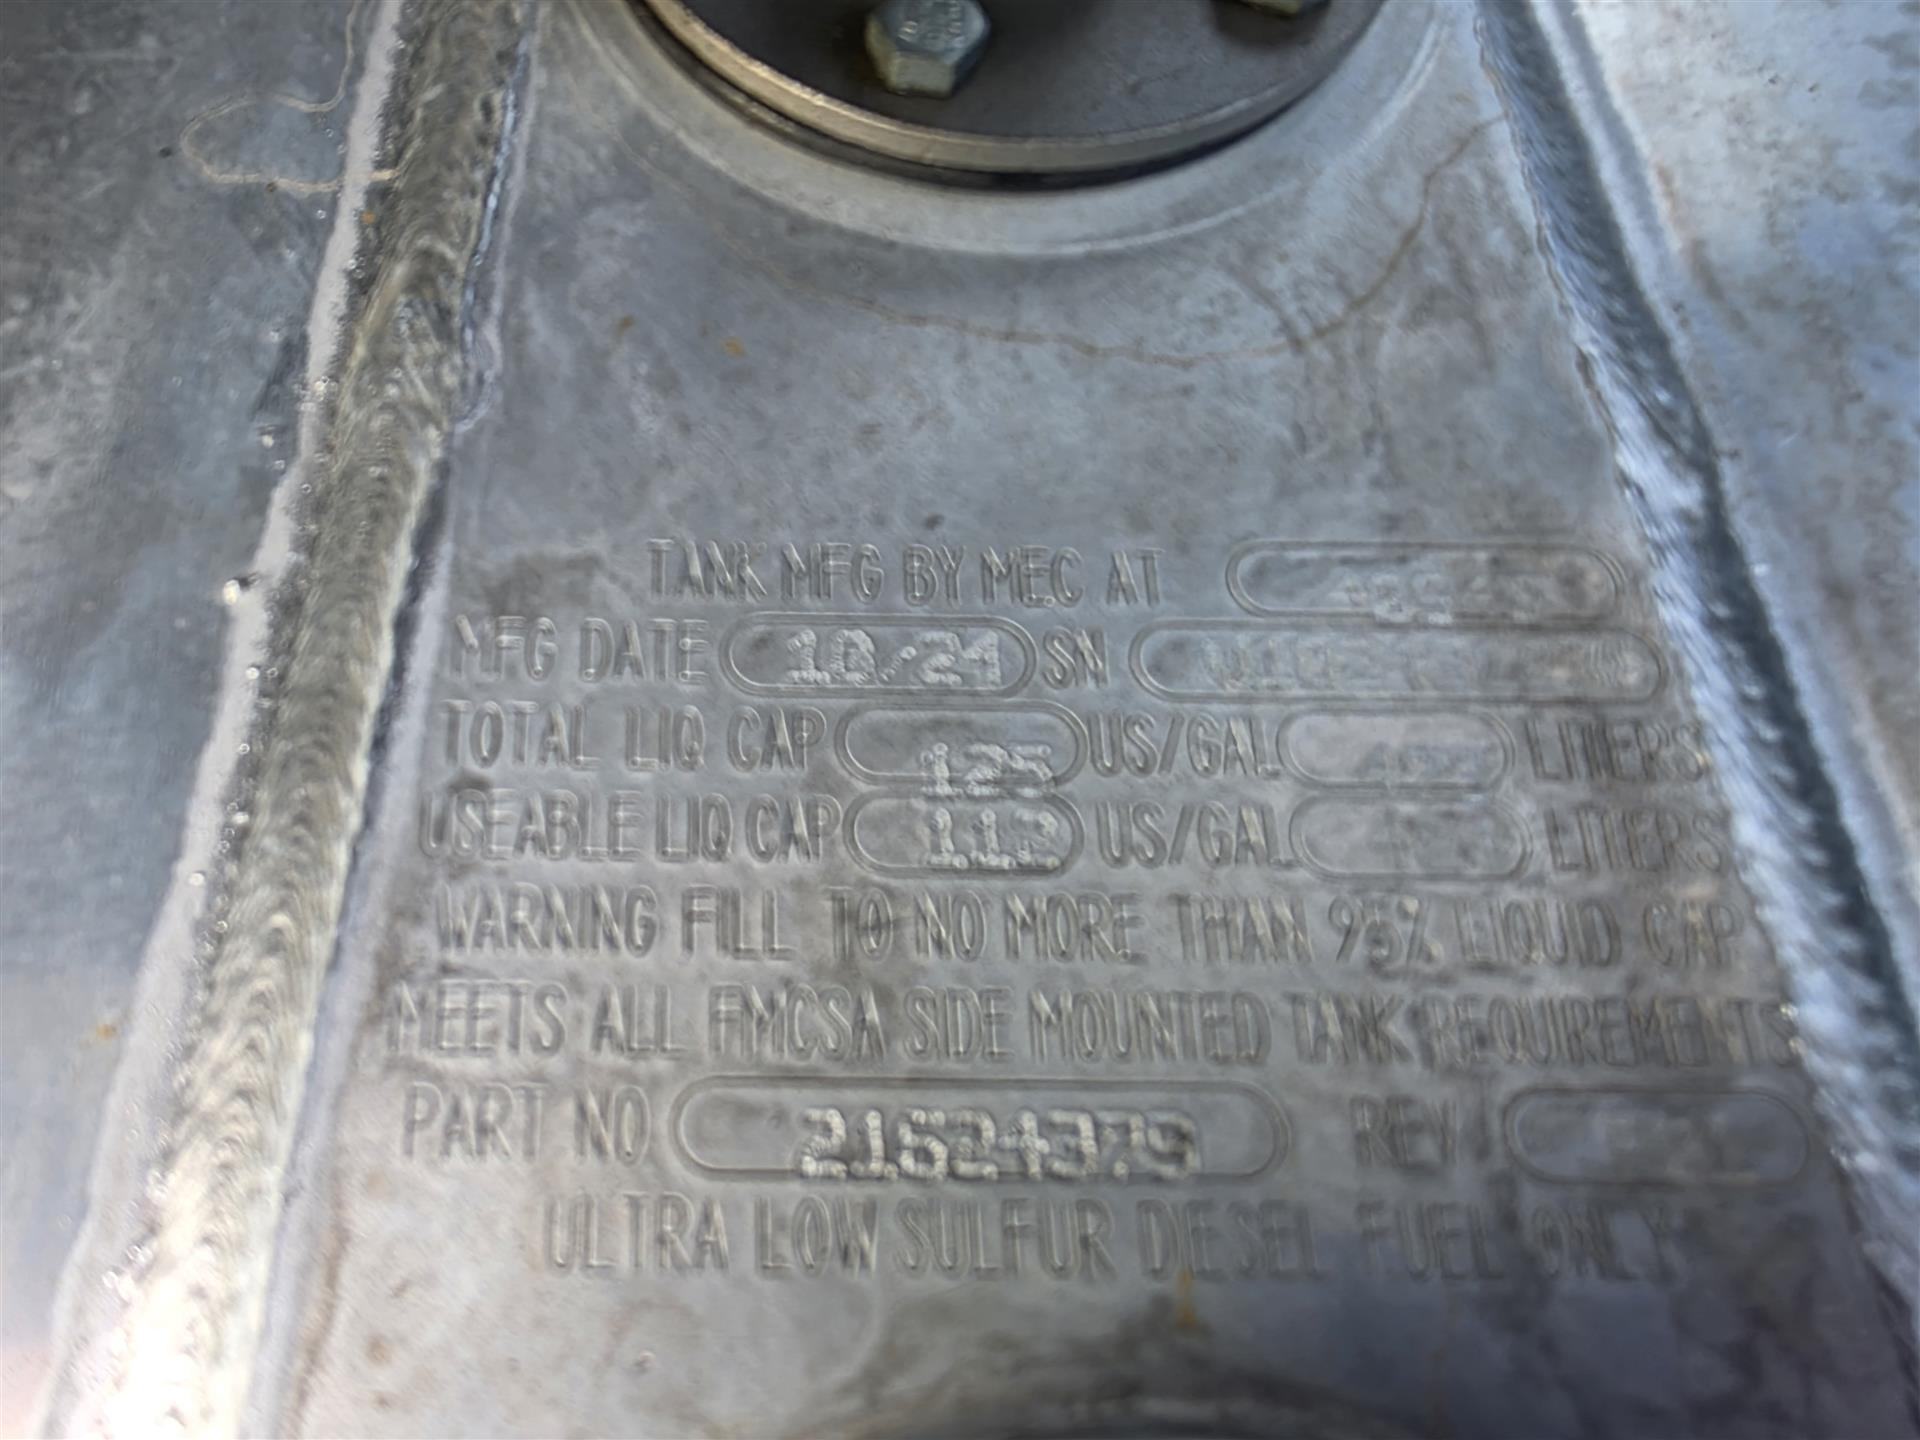 TANK MFG BY MEC AT
MFG DATE 10/24 SN
TOTAL LIQ CAP 125 US/GAL LITERS
USEABLE LIQ CAP 112 US/GAL LITERS
WARNING FILL TO NO MORE THAN 95% LIQUID CAP
MEETS ALL FMCSA SIDE MOUNTED TANK REQUIREMENTS
PART NO 21624379 REV
ULTRA LOW SULFUR DIESEL FUEL ONLY